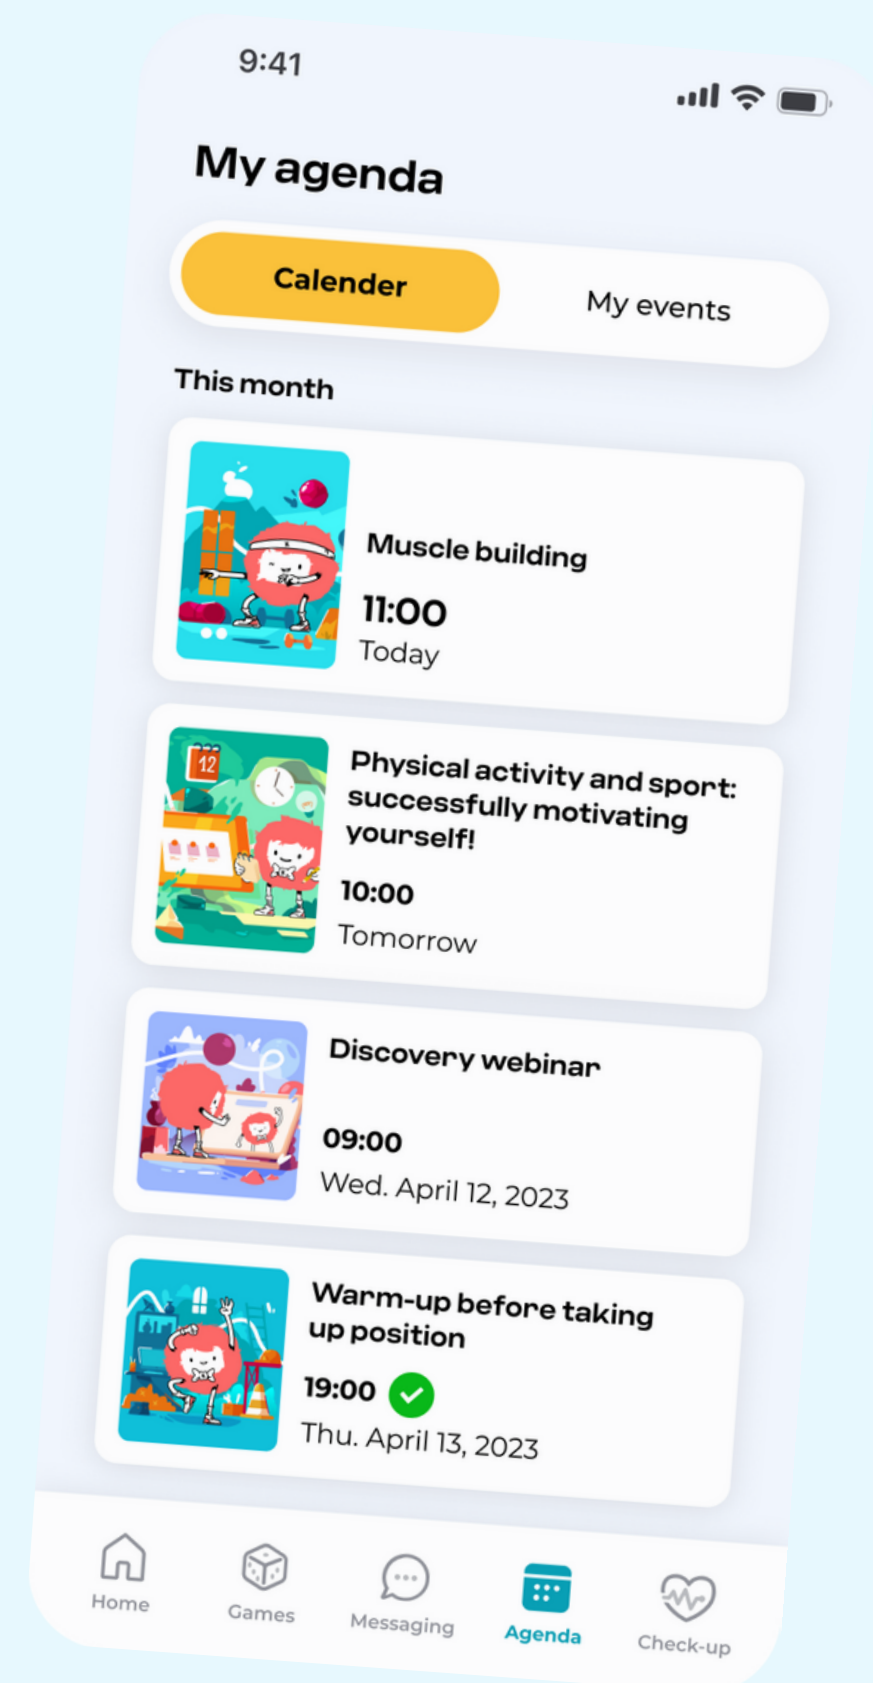 9:41
My agenda
Calender
My events
This month
Muscle building
11:00
Today
12
Physical activity and sport:
successfully motivating
yourself!
10:00
Tomorrow
Discovery webinar
09:00
Wed. April 12, 2023
Warm-up before taking
up position
19:00
Thu. April 13, 2023
Home
Games
Messaging
Agenda
Check-up